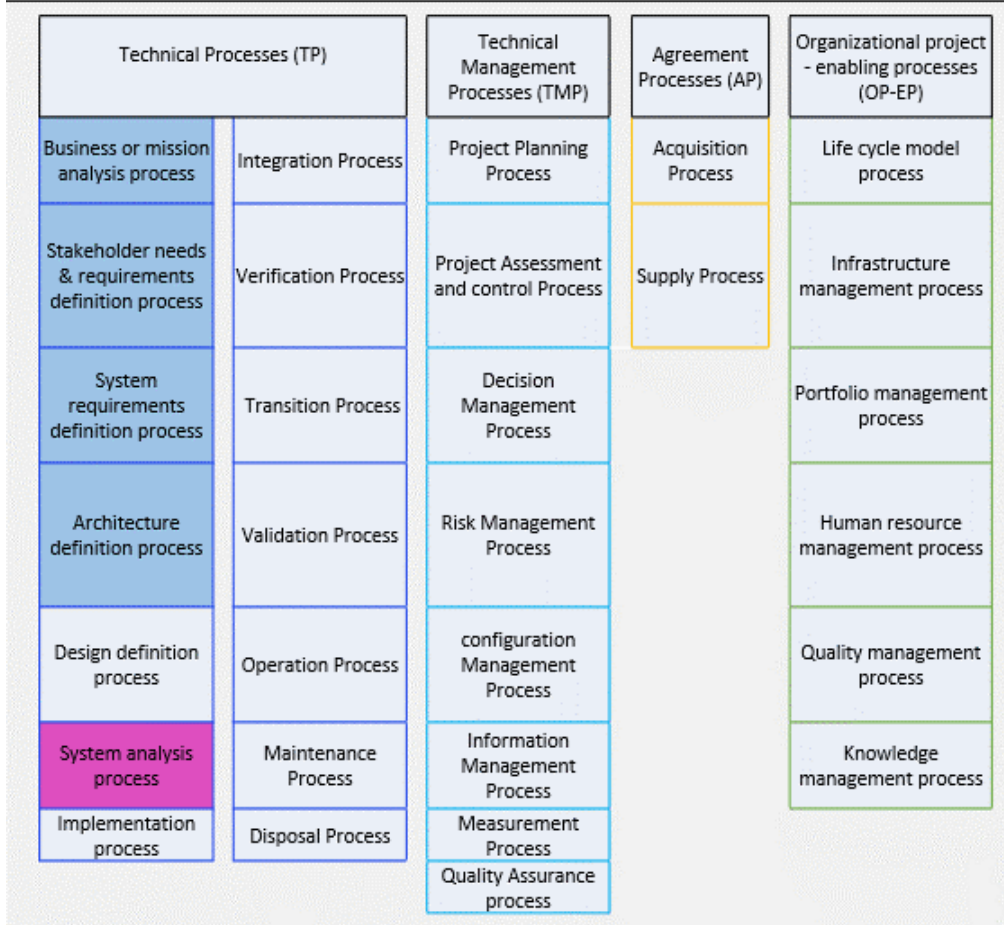 Technical Processes (TP)
Technical
Management
Processes (TMP)
Agreement
Processes (AP)
Organizational project
- enabling processes
(OP-EP)
Business or mission
analysis process
Integration Process
Project Planning
Process
Acquisition
Process
Life cycle model
process
Stakeholder needs
& requirements
definition process
Verification Process
Project Assessment
and control Process
Supply Process
Infrastructure
management process
System
requirements
definition process
Transition Process
Decision
Management
Process
Portfolio management
process
Architecture
definition process
Validation Process
Risk Management
Process
Human resource
management process
Design definition
process
Operation Process
configuration
Management
Process
Quality management
process
System analysis
process
Maintenance
Process
Information
Management
Process
Knowledge
management process
Implementation
process
Disposal Process
Measurement
Process
Quality Assurance
process